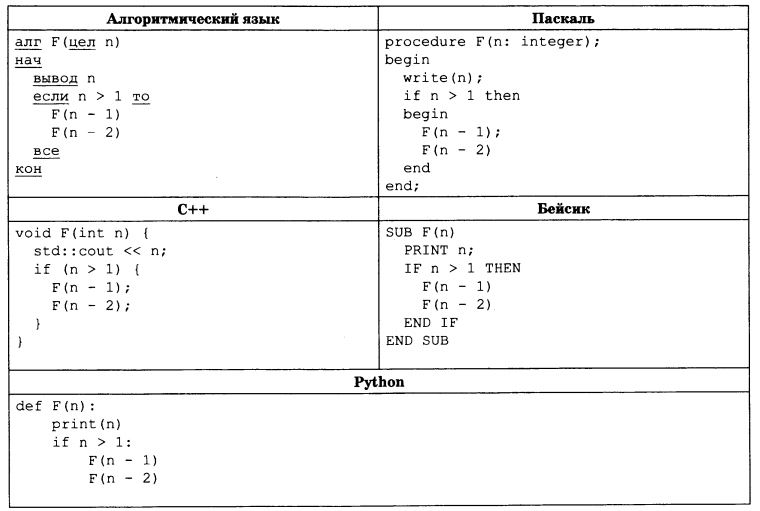 Алгоритмический язык
алг F(цел n)
нач
  вывод n
  если n > 1 то
    F(n - 1)
    F(n - 2)
  все
кон
Паскаль
procedure F(n: integer);
begin
  write(n);
  if n > 1 then
  begin
    F(n - 1);
    F(n - 2)
  end
end;
C++
void F(int n) {
  std::cout << n;
  if (n > 1) {
    F(n - 1);
    F(n - 2);
  }
}
Бейсик
SUB F(n)
  PRINT n;
  IF n > 1 THEN
    F(n - 1)
    F(n - 2)
  END IF
END SUB
Python
def F(n):
    print(n)
    if n > 1:
        F(n - 1)
        F(n - 2)